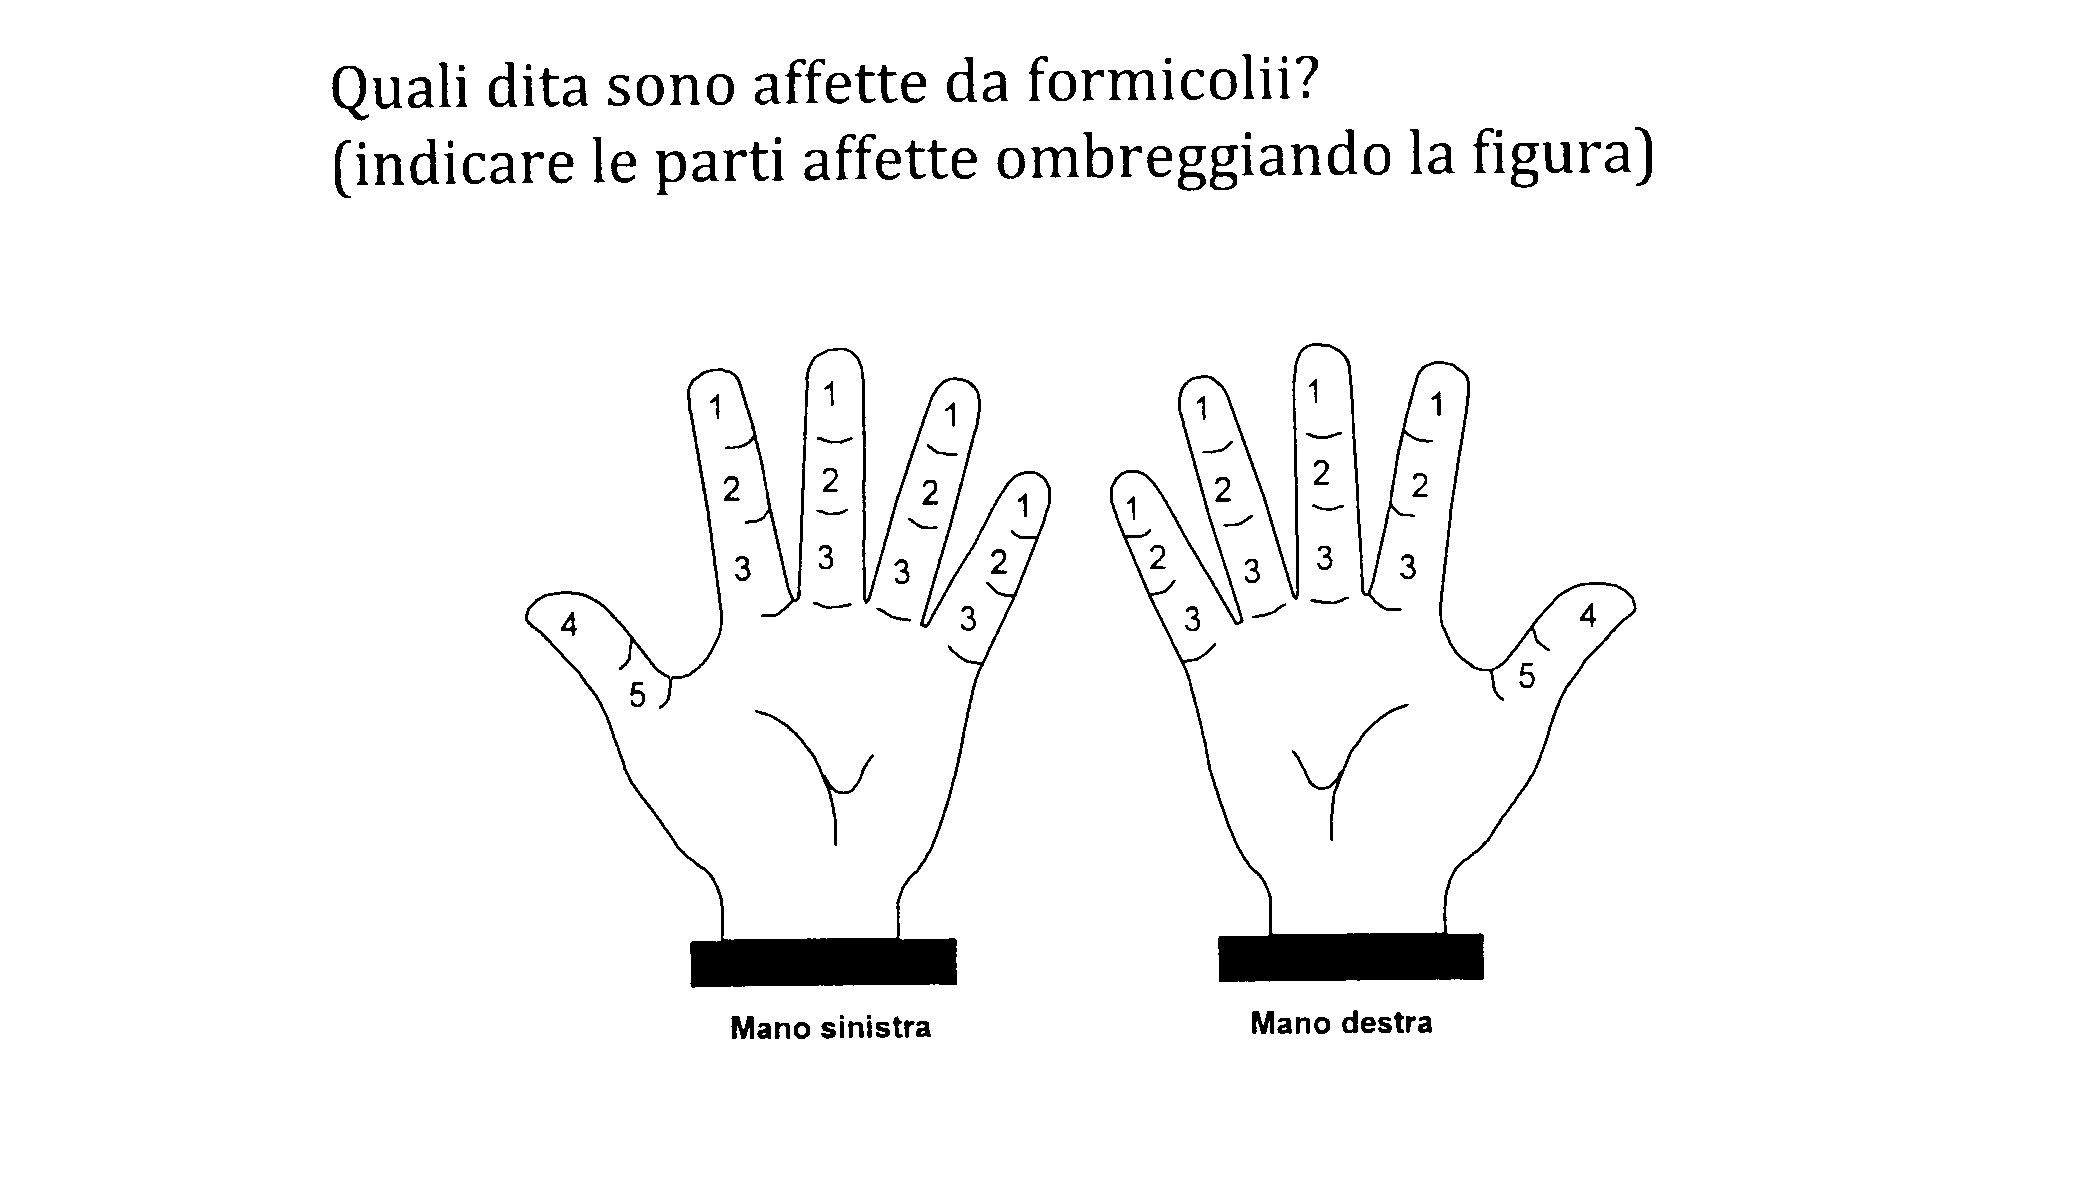 Quali dita sono affette da formicolii?
(indicare le parti affette ombreggiando la figura)
1 1 1 1
2 2 2 2
3 3 3 3
4
5
1 1 1 1
2 2 2 2
3 3 3 3
4
5
Mano sinistra
Mano destra